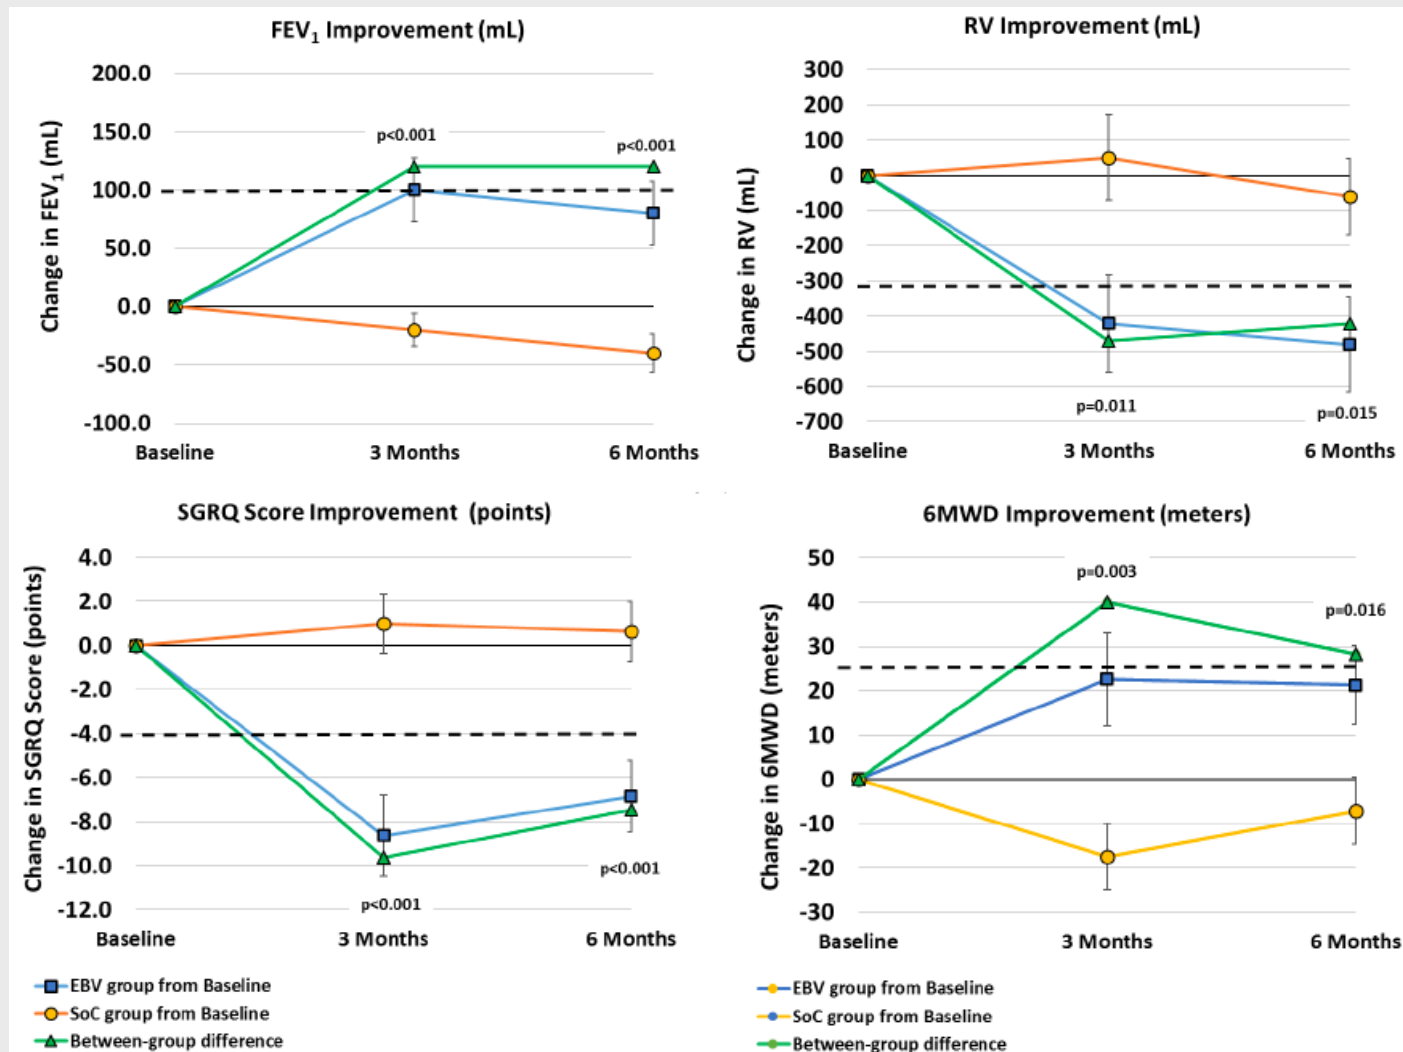 FEV1 Improvement (mL)
Change in FEV1 (mL)
200.0
150.0
100.0
50.0
0.0
-50.0
-100.0
p<0.001
p<0.001
Baseline
3 Months
6 Months
RV Improvement (mL)
Change in RV (mL)
300
200
100
0
-100
-200
-300
-400
-500
-600
-700
p=0.011
p=0.015
Baseline
3 Months
6 Months
SGRQ Score Improvement (points)
Change in SGRQ Score (points)
4.0
2.0
0.0
-2.0
-4.0
-6.0
-8.0
-10.0
-12.0
p<0.001
p<0.001
Baseline
3 Months
6 Months
EBV group from Baseline
SoC group from Baseline
Between-group difference
6MWD Improvement (meters)
Change in 6MWD (meters)
50
40
30
20
10
0
-10
-20
-30
p=0.003
p=0.016
Baseline
3 Months
6 Months
EBV group from Baseline
SoC group from Baseline
Between-group difference